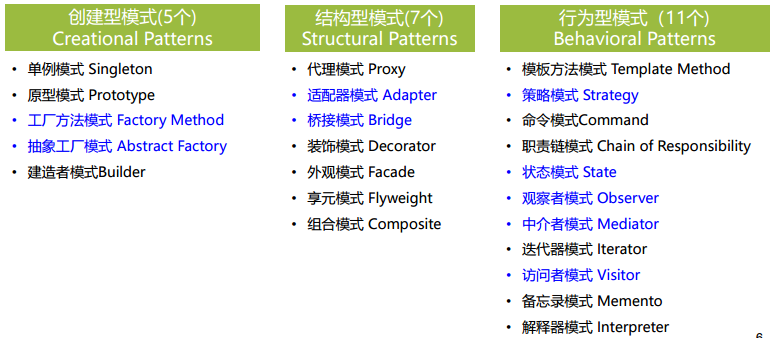 创建型模式(5个)
Creational Patterns
• 单例模式 Singleton
• 原型模式 Prototype
• 工厂方法模式 Factory Method
• 抽象工厂模式 Abstract Factory
• 建造者模式Builder
结构型模式(7个)
Structural Patterns
• 代理模式 Proxy
• 适配器模式 Adapter
• 桥接模式 Bridge
• 装饰模式 Decorator
• 外观模式 Facade
• 享元模式 Flyweight
• 组合模式 Composite
行为型模式（11个）
Behavioral Patterns
• 模板方法模式 Template Method
• 策略模式 Strategy
• 命令模式Command
• 职责链模式 Chain of Responsibility
• 状态模式 State
• 观察者模式 Observer
• 中介者模式 Mediator
• 迭代器模式 Iterator
• 访问者模式 Visitor
• 备忘录模式 Memento
• 解释器模式 Interpreter
6